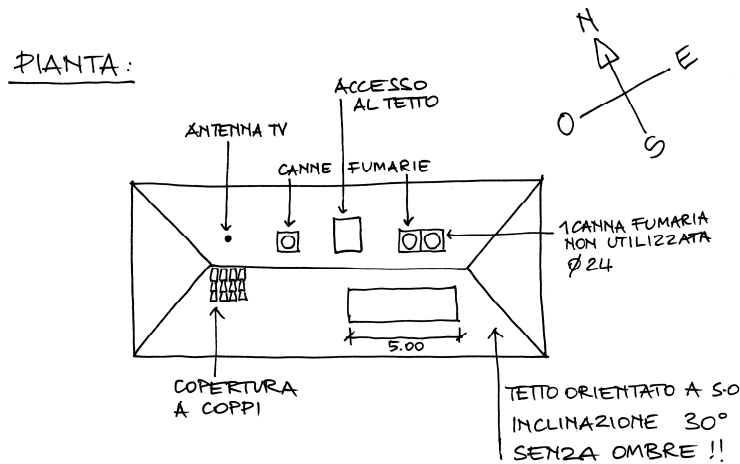 PIANTA:
N
E
O
S
ACCESSO
AL TETTO
ANTENNA TV
CANNE FUMARIE
1 CANNA FUMARIA
NON UTILIZZATA
Ø 24
5.00
COPERTURA
A COPPI
TETTO ORIENTATO A S-O
INCLINAZIONE 30°
SENZA OMBRE !!